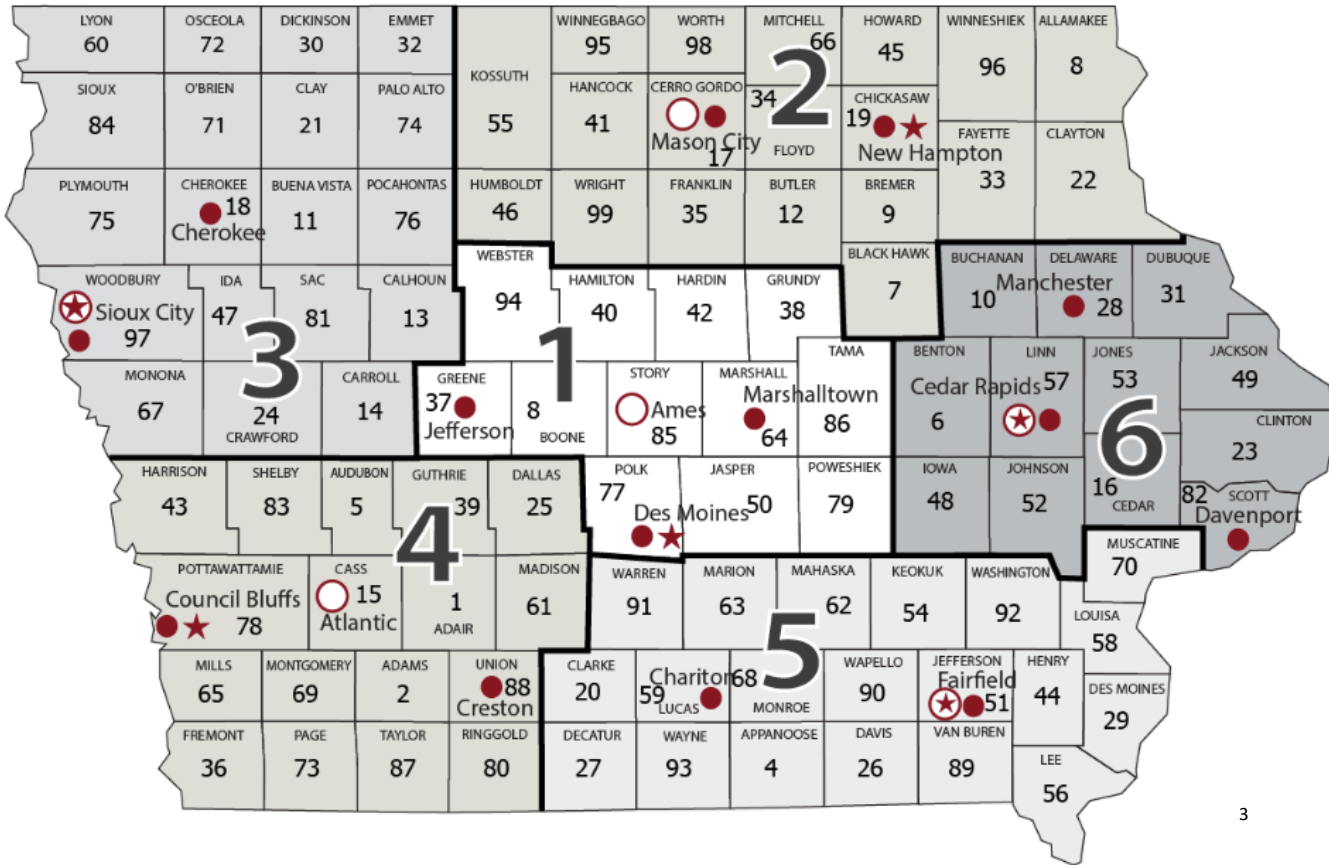 LYON
60
OSCEOLA
72
DICKINSON
30
EMMET
32
KOSSUTH
55
WINNEGBAGO
95
WORTH
98
MITCHELL
66
HOWARD
45
WINNESHIEK
96
ALLAMAKEE
8
SIOUX
84
O'BRIEN
71
CLAY
21
PALO ALTO
74
HANCOCK
41
CERRO GORDO
Mason City
17
34
FLOYD
2
CHICKASAW
19
New Hampton
FAYETTE
33
CLAYTON
22
PLYMOUTH
75
CHEROKEE
18
Cherokee
BUENA VISTA
11
POCAHONTAS
76
HUMBOLDT
46
WRIGHT
99
FRANKLIN
35
BUTLER
12
BREMER
9
WOODBURY
Sioux City
97
IDA
47
SAC
81
CALHOUN
13
3
WEBSTER
94
HAMILTON
40
HARDIN
42
GRUNDY
38
BLACK HAWK
7
BUCHANAN
10
DELAWARE
Manchester
28
DUBUQUE
31
MONONA
67
24
CRAWFORD
CARROLL
14
GREENE
37
Jefferson
8
BOONE
1
STORY
Ames
85
MARSHALL
Marshalltown
64
TAMA
86
BENTON
6
LINN
57
Cedar Rapids
JONES
53
JACKSON
49
CLINTON
23
6
HARRISON
43
SHELBY
83
AUDUBON
5
GUTHRIE
39
DALLAS
25
4
POLK
77
Des Moines
JASPER
50
POWESHIEK
79
IOWA
48
JOHNSON
52
16
CEDAR
82
SCOTT
Davenport
POTTAWATTAMIE
Council Bluffs
78
CASS
15
Atlantic
1
ADAIR
MADISON
61
WARREN
91
MARION
63
MAHASKA
62
KEOKUK
54
WASHINGTON
92
MUSCATINE
70
LOUISA
58
5
MILLS
65
MONTGOMERY
69
ADAMS
2
UNION
88
Creston
CLARKE
20
Chariton
59
LUCAS
68
MONROE
WAPELLO
90
JEFFERSON
Fairfield
51
HENRY
44
DES MOINES
29
FREMONT
36
PAGE
73
TAYLOR
87
RINGGOLD
80
DECATUR
27
WAYNE
93
APPANOOSE
4
DAVIS
26
VAN BUREN
89
LEE
56
3